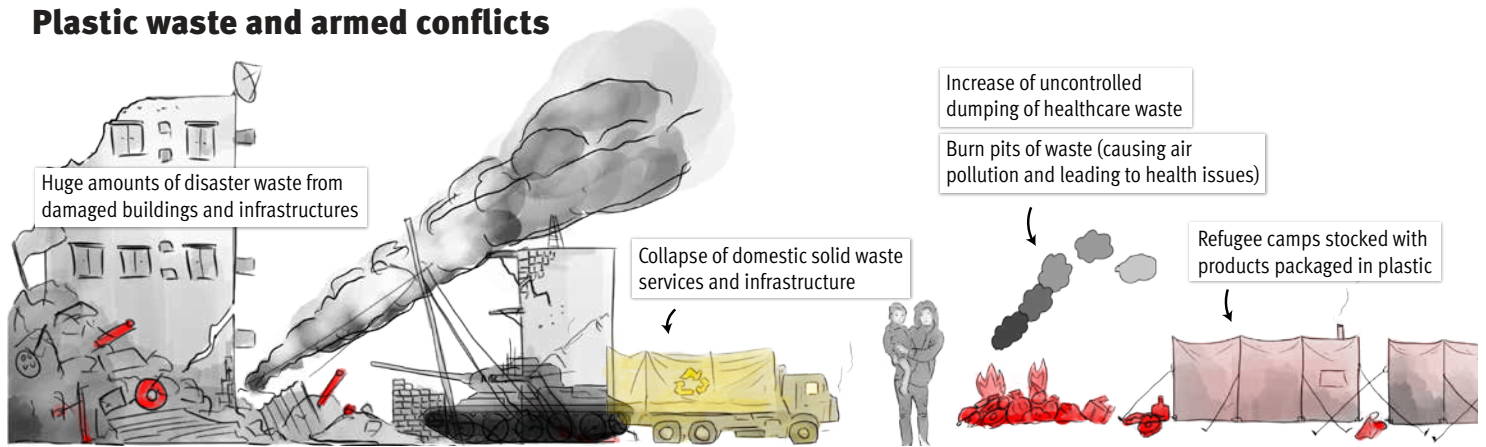 Plastic waste and armed conflicts
Huge amounts of disaster waste from
damaged buildings and infrastructures
Collapse of domestic solid waste
services and infrastructure
Increase of uncontrolled
dumping of healthcare waste
Burn pits of waste (causing air
pollution and leading to health issues)
Refugee camps stocked with
products packaged in plastic